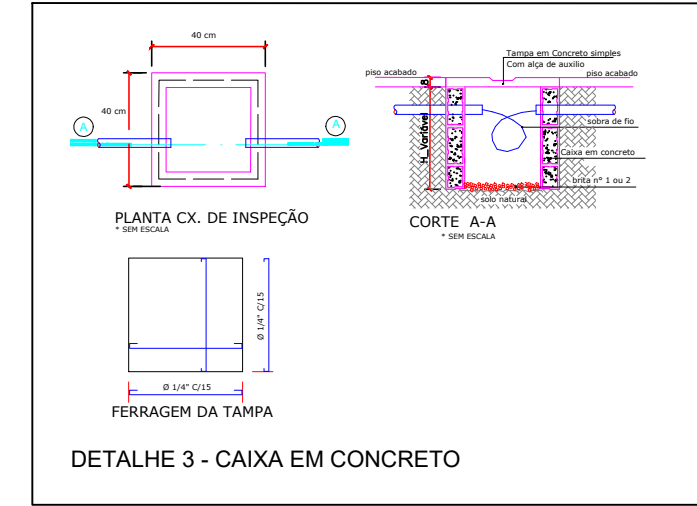 40 cm
40 cm
A
A
PLANTA CX. DE INSPEÇÃO
* SEM ESCALA
Tampa em Concreto simples
Com alça de auxilio
piso acabado
piso acabado
8
H_Variável
sobra de fio
Caixa em concreto
brita n° 1 ou 2
solo natural
CORTE A-A
* SEM ESCALA
Ø 1/4" C/15
Ø 1/4" C/15
FERRAGEM DA TAMPA
DETALHE 3 - CAIXA EM CONCRETO